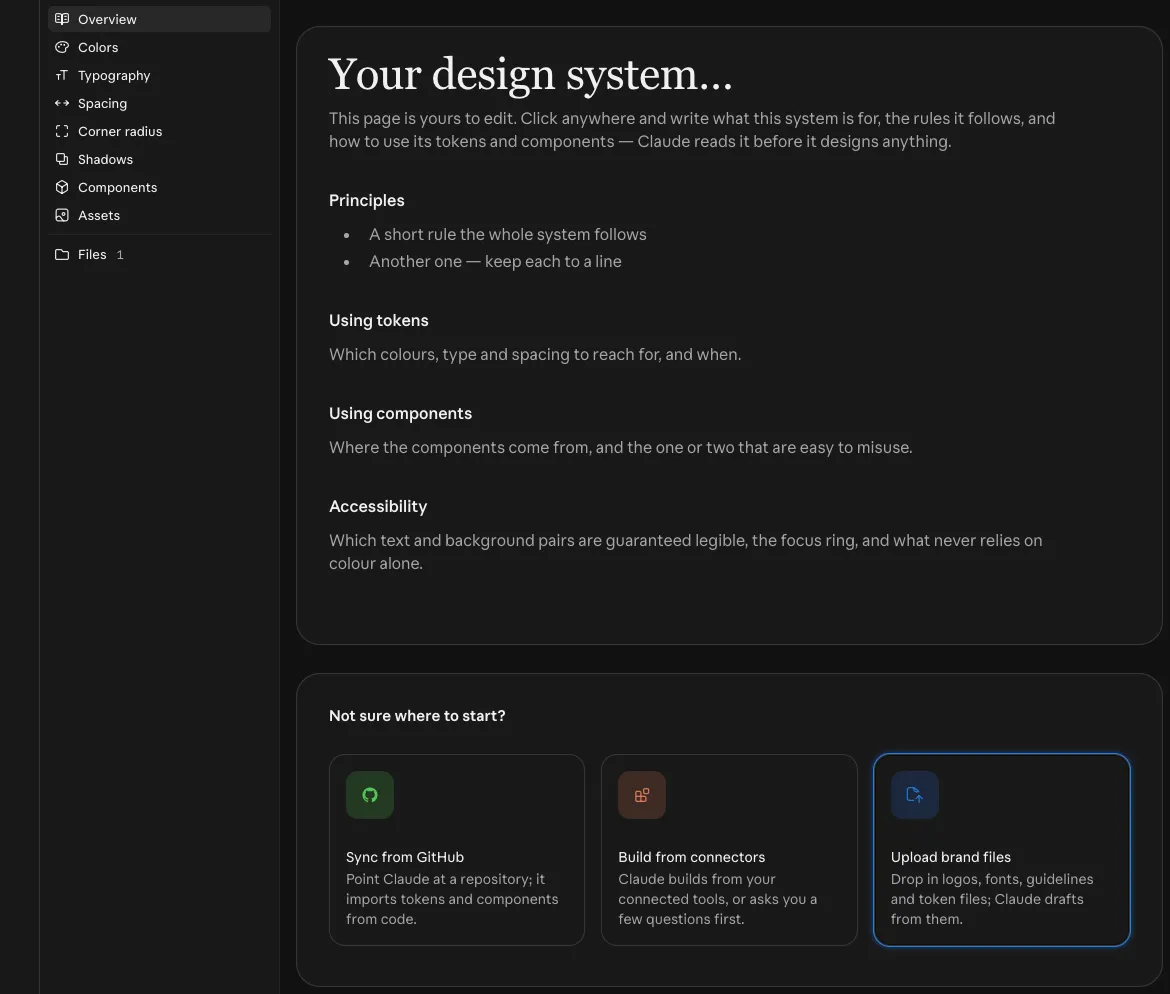 Overview
Colors
Typography
Spacing
Corner radius
Shadows
Components
Assets
Files 1
Your design system...
This page is yours to edit. Click anywhere and write what this system is for, the rules it follows, and
how to use its tokens and components — Claude reads it before it designs anything.
Principles
• A short rule the whole system follows
• Another one — keep each to a line
Using tokens
Which colours, type and spacing to reach for, and when.
Using components
Where the components come from, and the one or two that are easy to misuse.
Accessibility
Which text and background pairs are guaranteed legible, the focus ring, and what never relies on
colour alone.
Not sure where to start?
Sync from GitHub
Point Claude at a repository; it
imports tokens and components
from code.
Build from connectors
Claude builds from your
connected tools, or asks you a
few questions first.
Upload brand files
Drop in logos, fonts, guidelines
and token files; Claude drafts
from them.